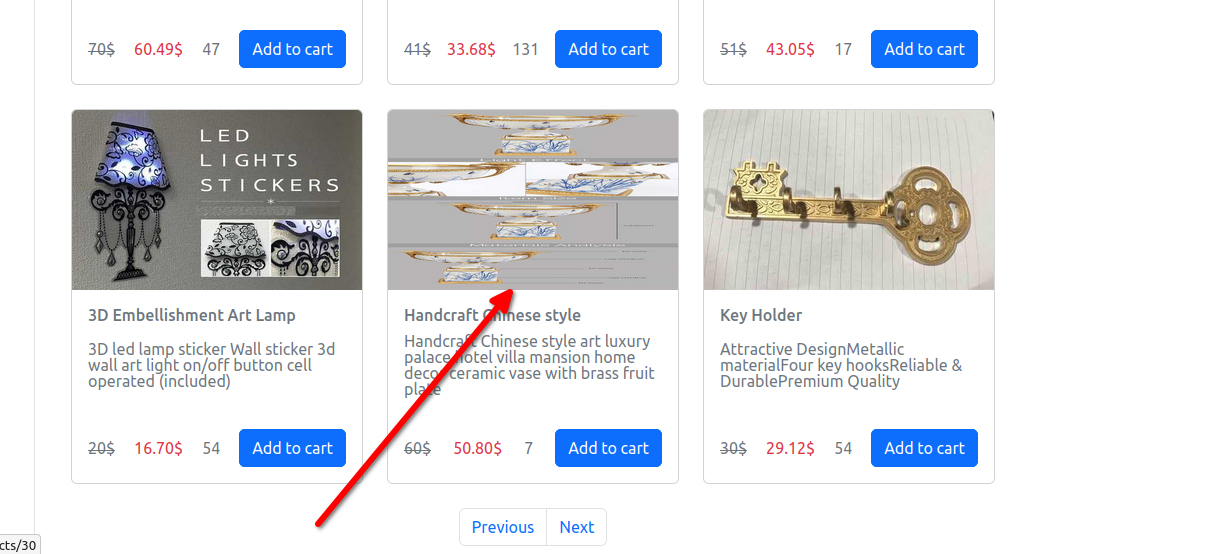 70$ 60.49$ 47 Add to cart
41$ 33.68$ 131 Add to cart
51$ 43.05$ 17 Add to cart
LED
LIGHTS
STICKERS
3D Embellishment Art Lamp
3D led lamp sticker Wall sticker 3d
wall art light on/off button cell
operated (included)
20$ 16.70$ 54 Add to cart
Item Size
Material Analysis
Handcraft Chinese style
Handcraft Chinese style art luxury
palace hotel villa mansion home
decor ceramic vase with brass fruit
plate
60$ 50.80$ 7 Add to cart
Key Holder
Attractive DesignMetallic
materialFour key hooksReliable &
DurablePremium Quality
30$ 29.12$ 54 Add to cart
Previous Next
cts/30